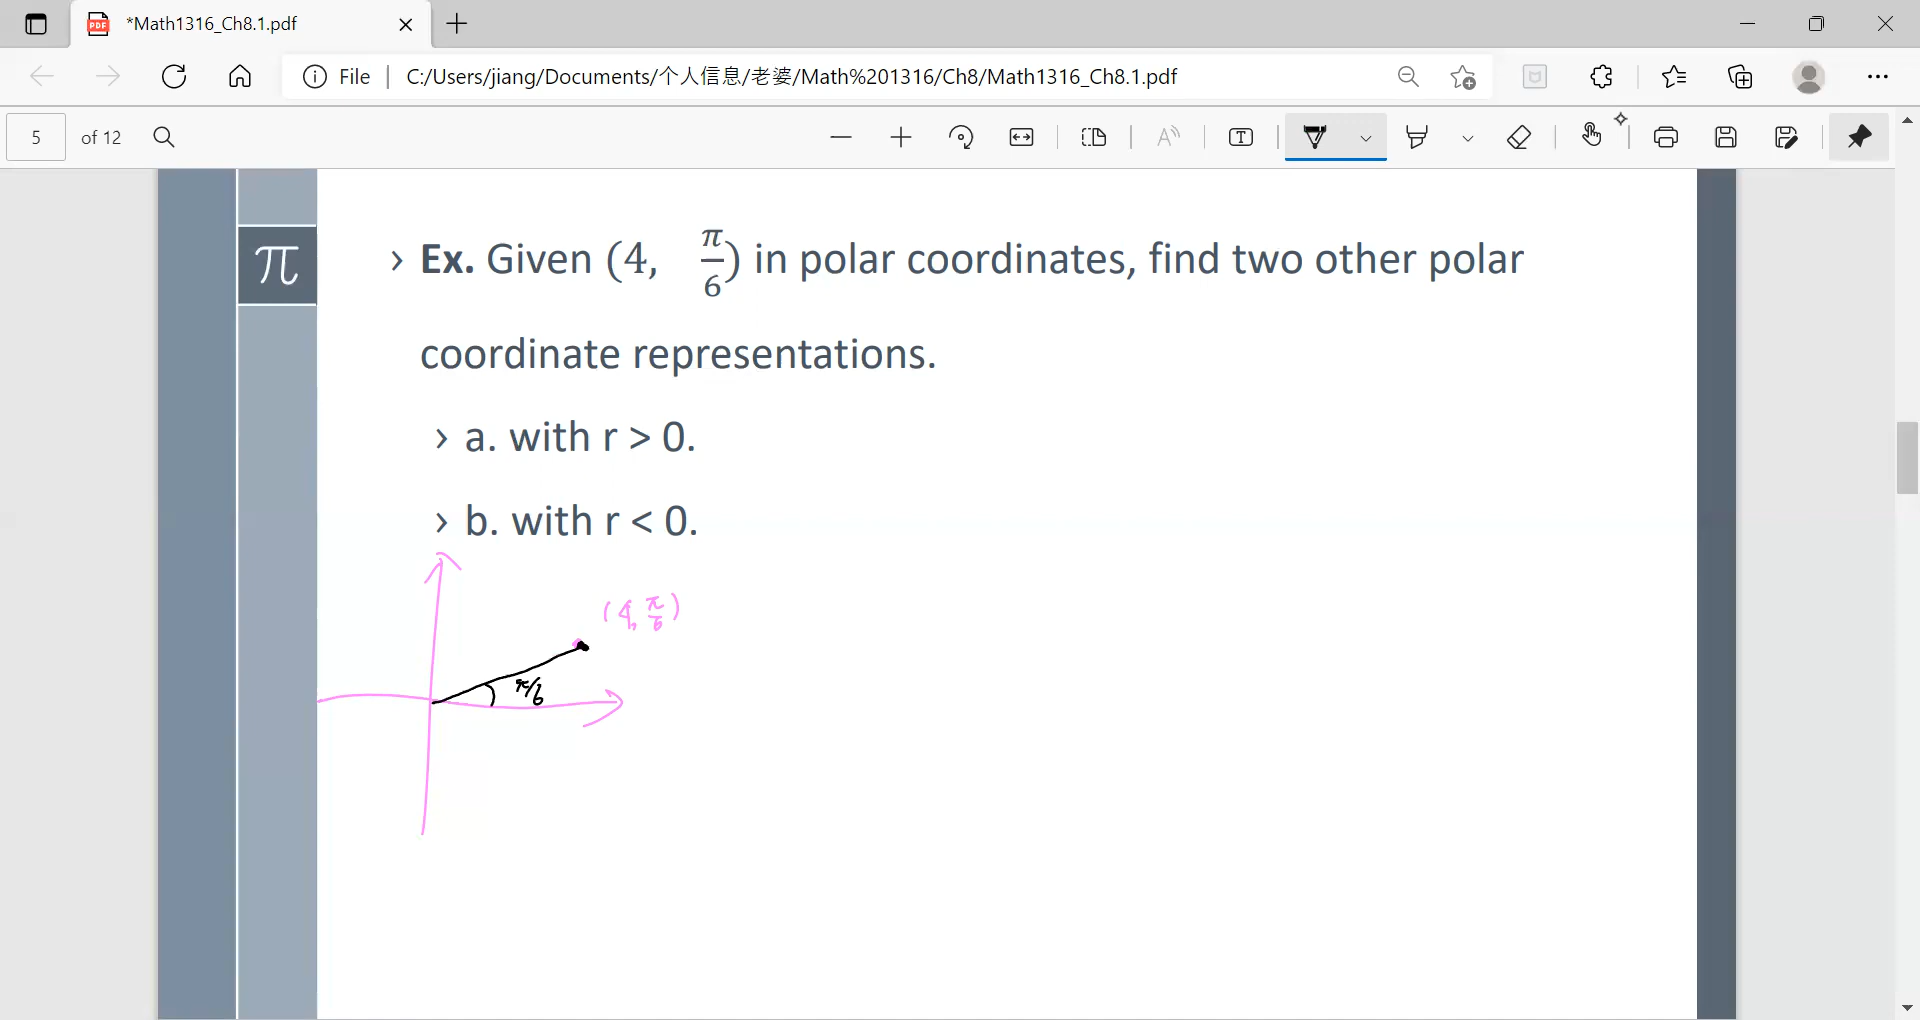 *Math1316_Ch8.1.pdf
File | C:/Users/jiang/Documents/个人信息/老婆/Math%201316/Ch8/Math1316_Ch8.1.pdf
5 of 12
π
› Ex. Given (4, π/6) in polar coordinates, find two other polar
coordinate representations.
› a. with r > 0.
› b. with r < 0.
(4, π/6)
π/6